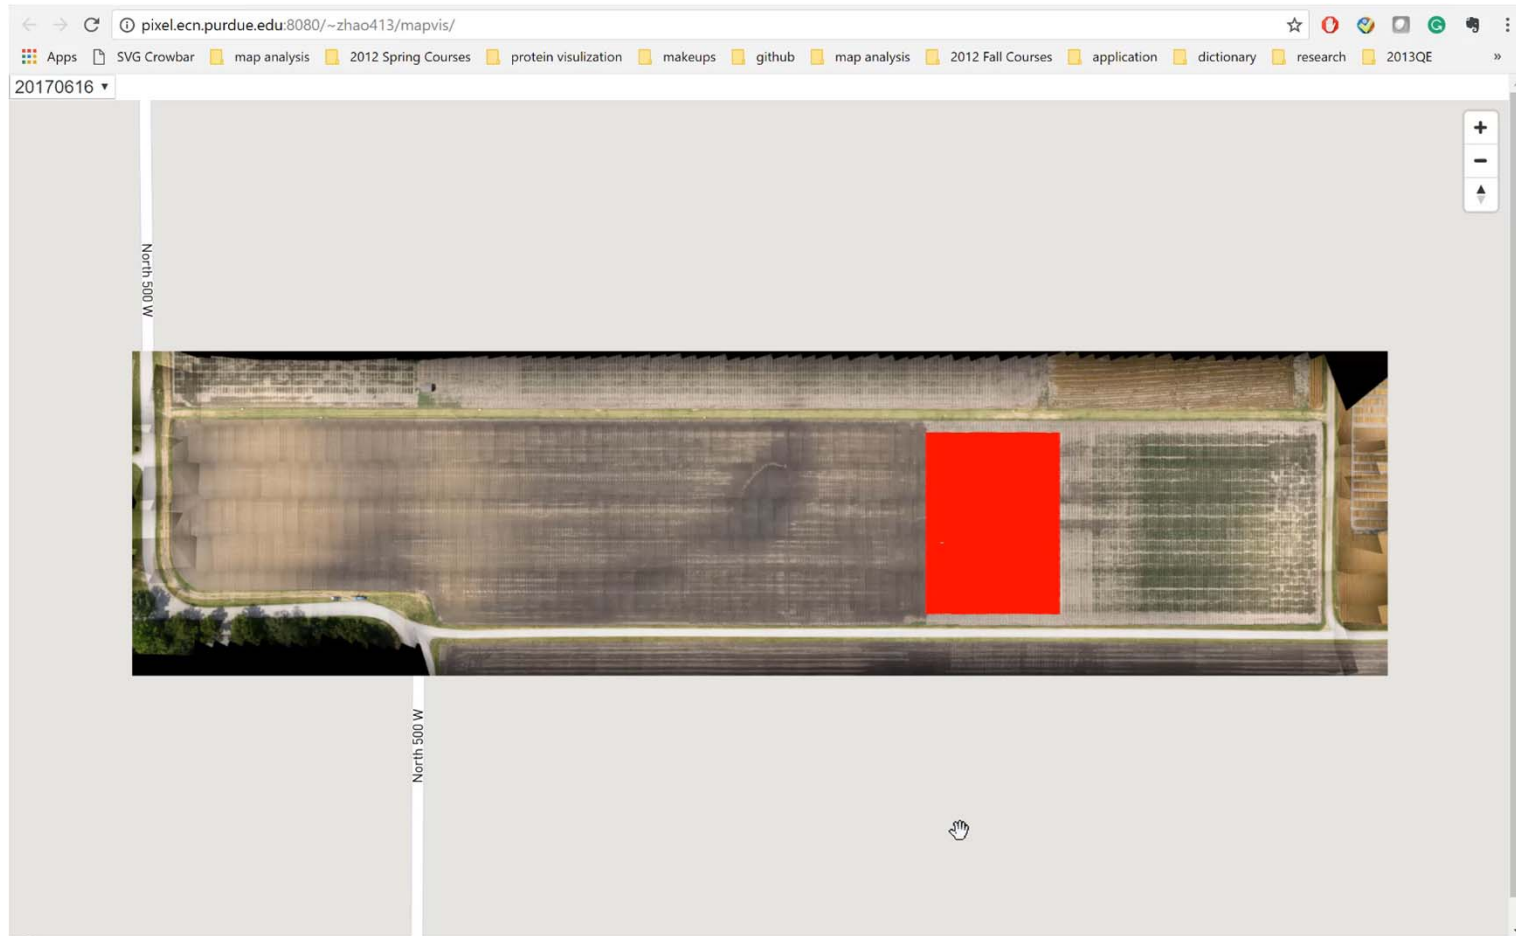 pixel.ecn.purdue.edu:8080/~zhao413/mapvis/
Apps SVG Crowbar map analysis 2012 Spring Courses protein visulization makeups github map analysis 2012 Fall Courses application dictionary research 2013QE »
20170616
North 500 W
North 500 W